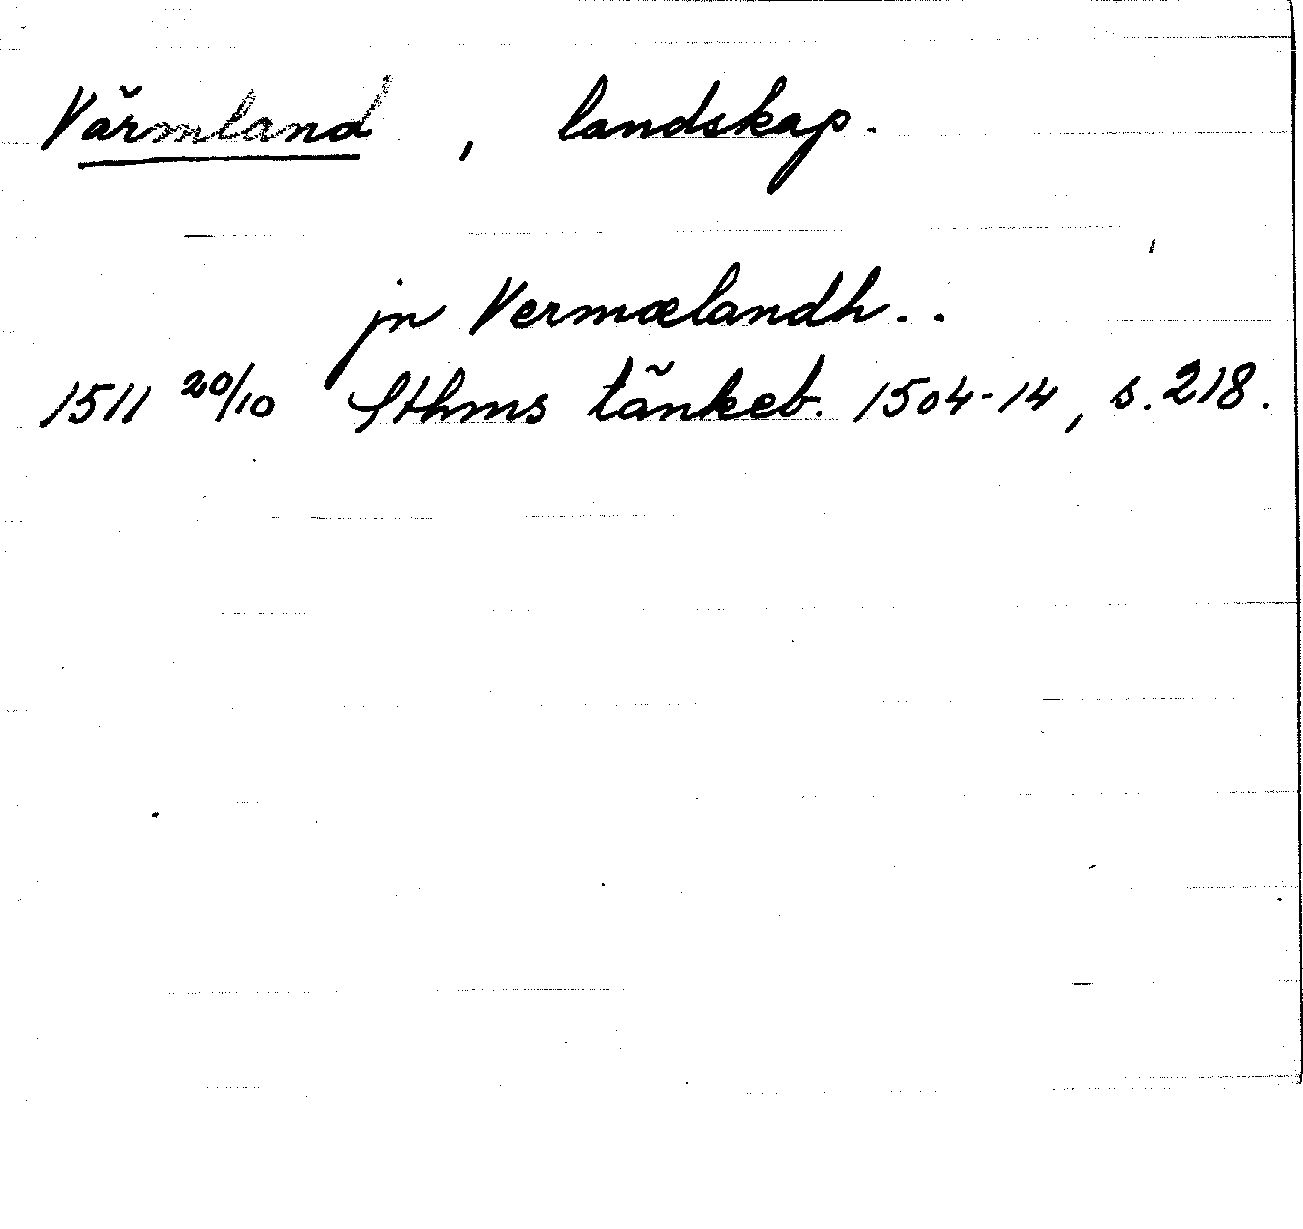 Värmland, landskap.
jn Vermælandh..
1511 20/10 Sthms tänkeb. 1504-14, s. 218.